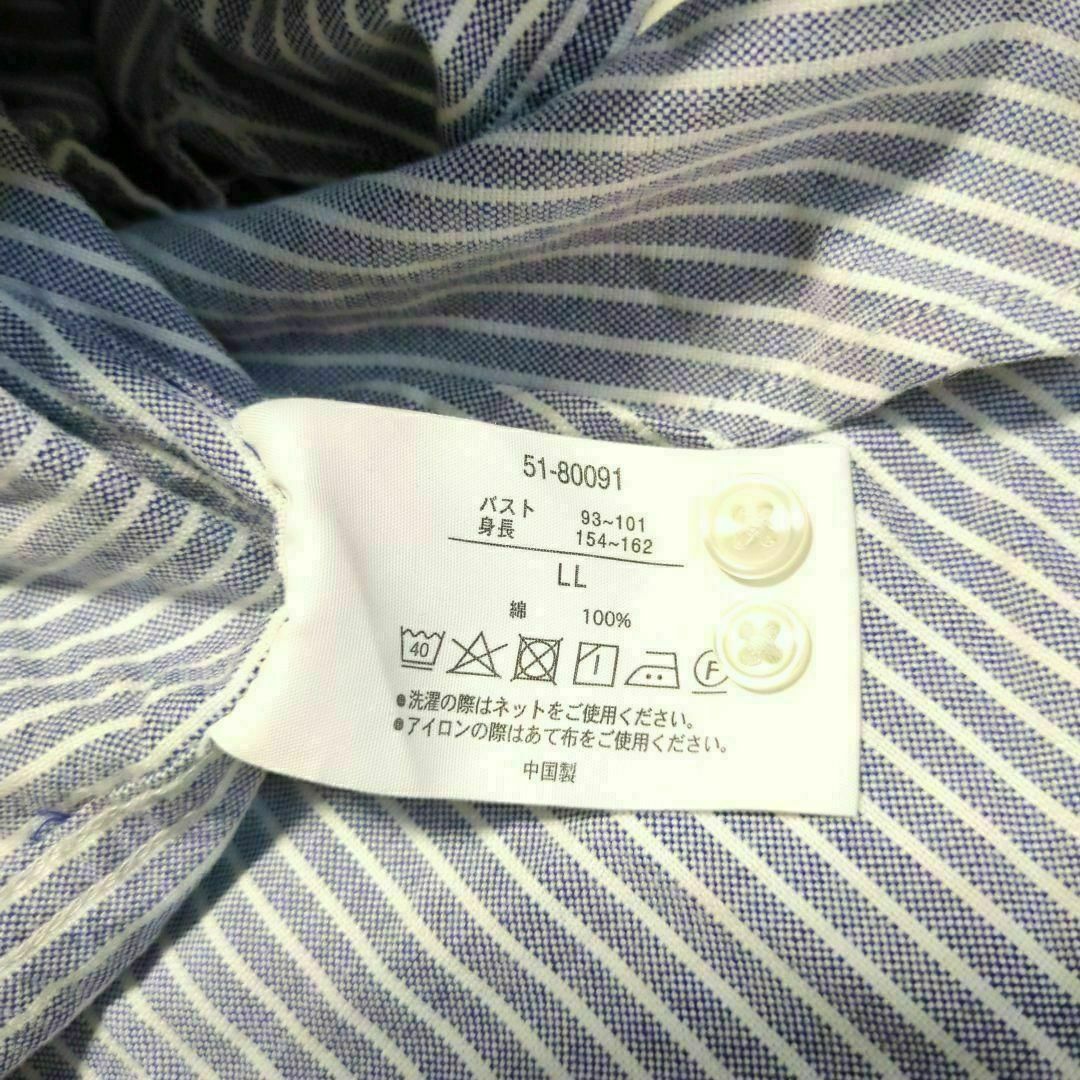 51-80091
バスト 93~101
身長 154~162
LL
綿 100%
40
F
●洗濯の際はネットをご使用ください。
●アイロンの際はあて布をご使用ください。
中国製